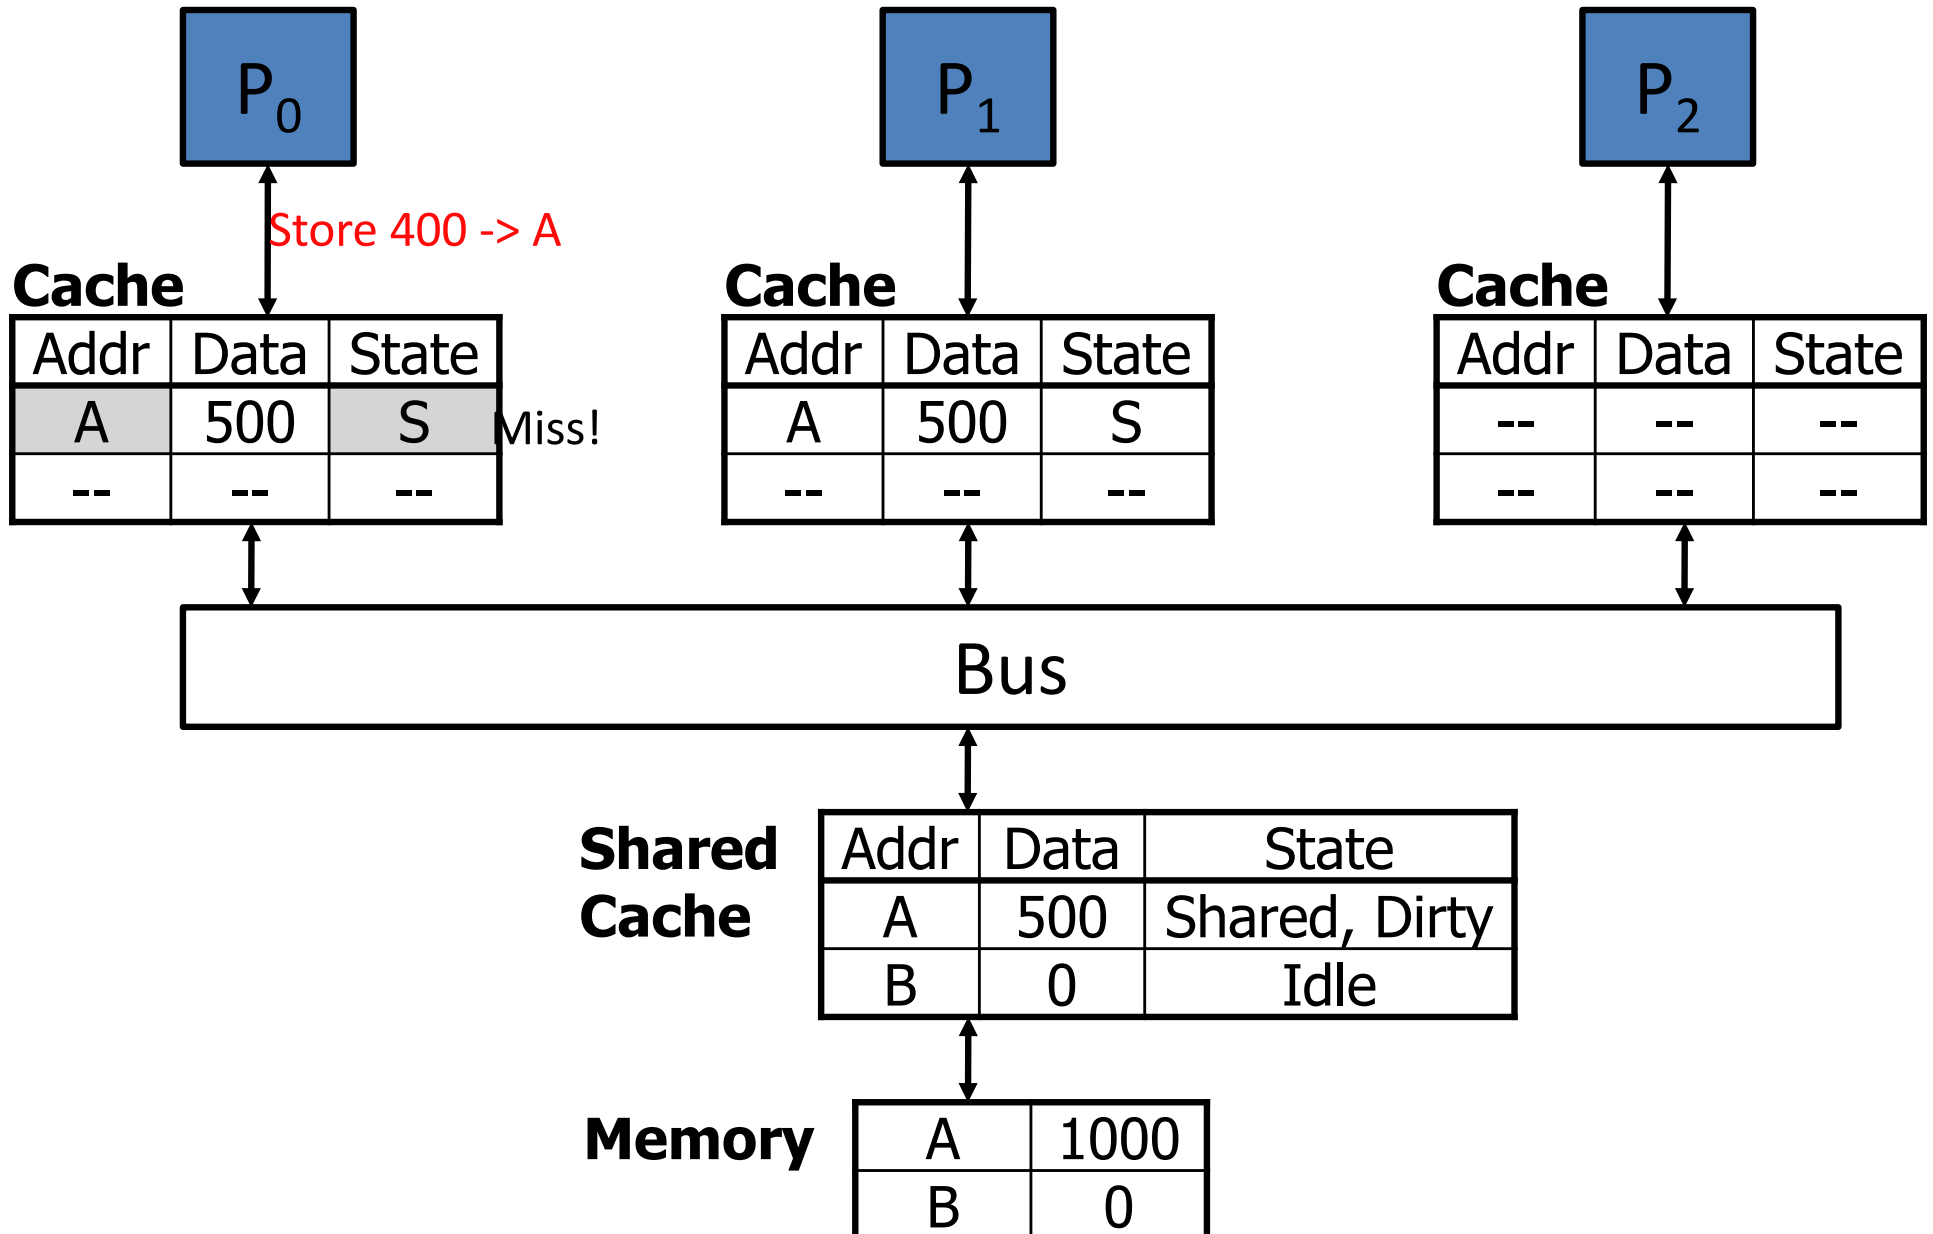 P0 P1 P2
Store 400 -> A
Cache Cache Cache
Addr Data State Addr Data State Addr Data State
A 500 S Miss! A 500 S -- -- --
-- -- -- -- -- -- -- -- --
Bus
Shared Addr Data State
Cache A 500 Shared, Dirty
B 0 Idle
Memory A 1000
B 0